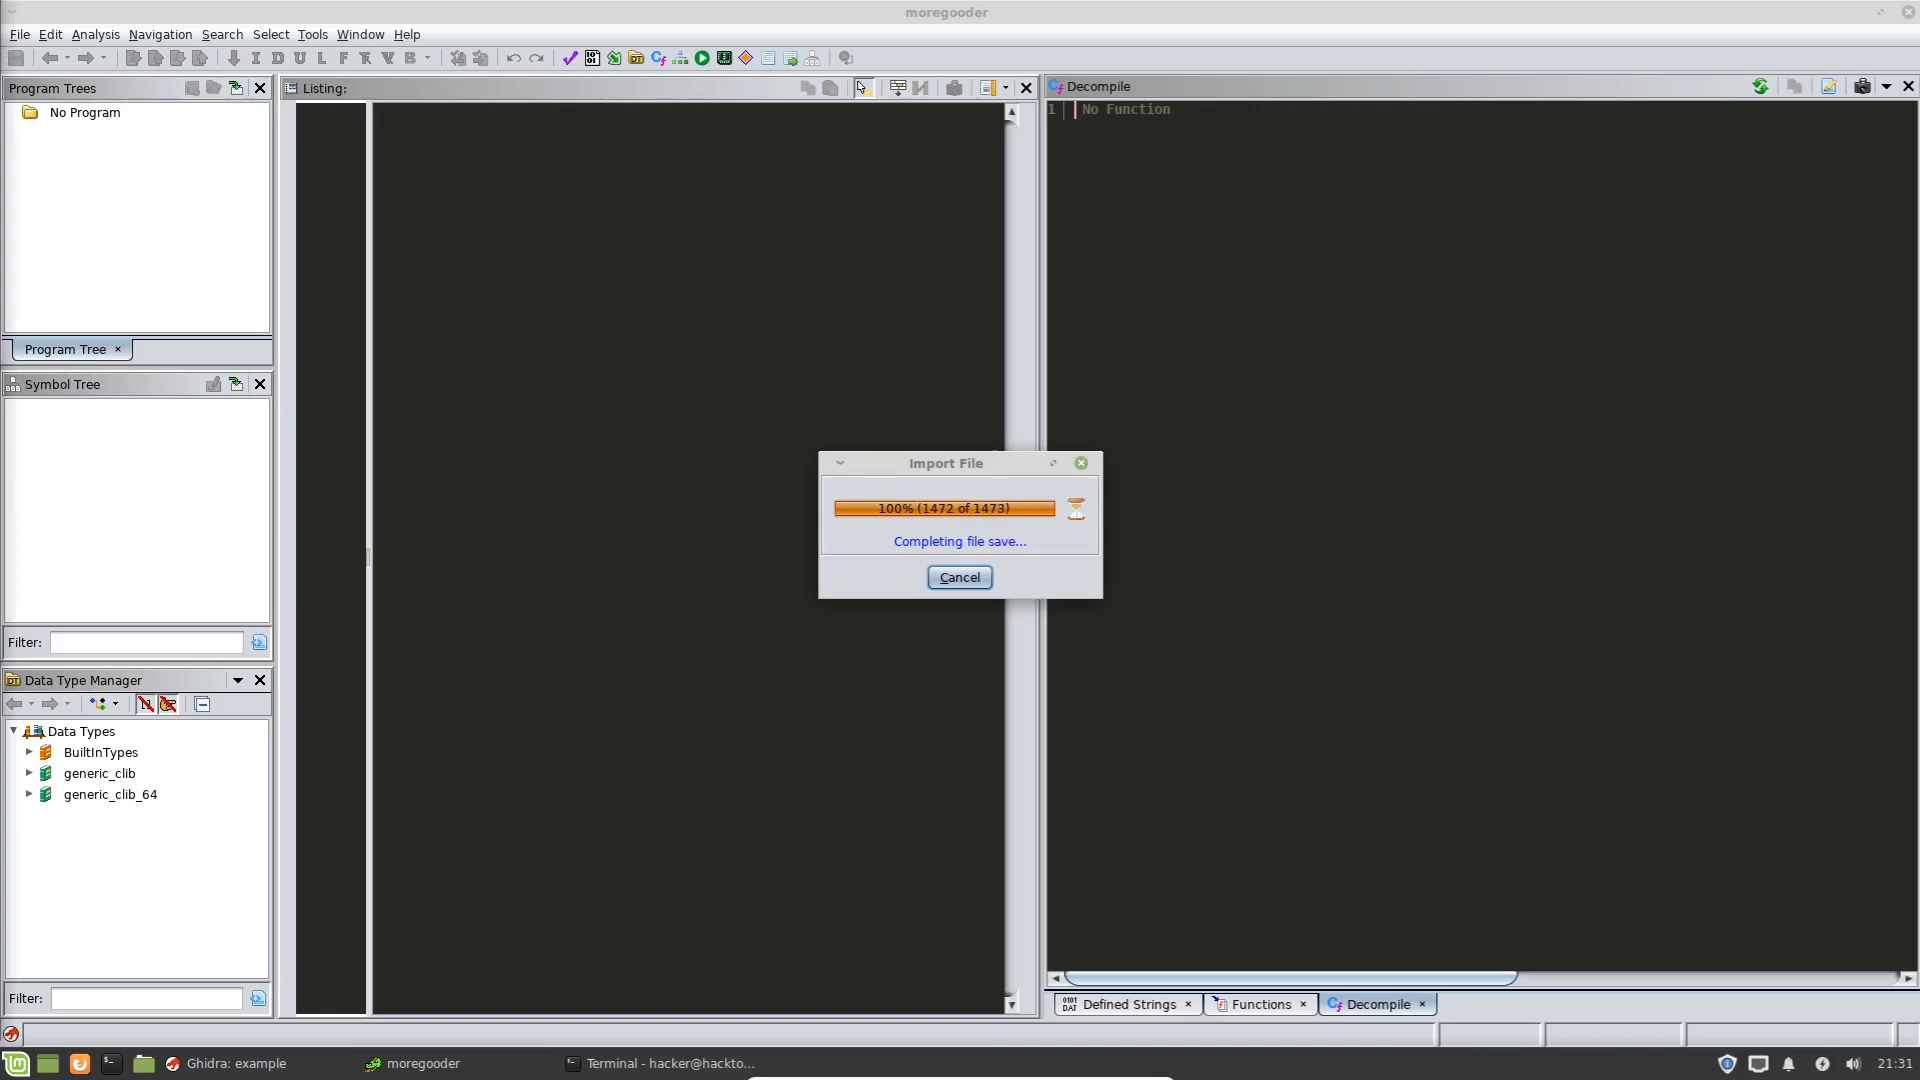 moregooder
File Edit Analysis Navigation Search Select Tools Window Help
I D U L F B
Program Trees
No Program
Program Tree ×
Symbol Tree
Filter:
Data Type Manager
Data Types
BuiltInTypes
generic_clib
generic_clib_64
Filter:
Listing:
Import File
100% (1472 of 1473)
Completing file save...
Cancel
Decompile
1 No Function
Defined Strings × Functions × Decompile ×
Ghidra: example moregooder Terminal - hacker@hackto... 21:31